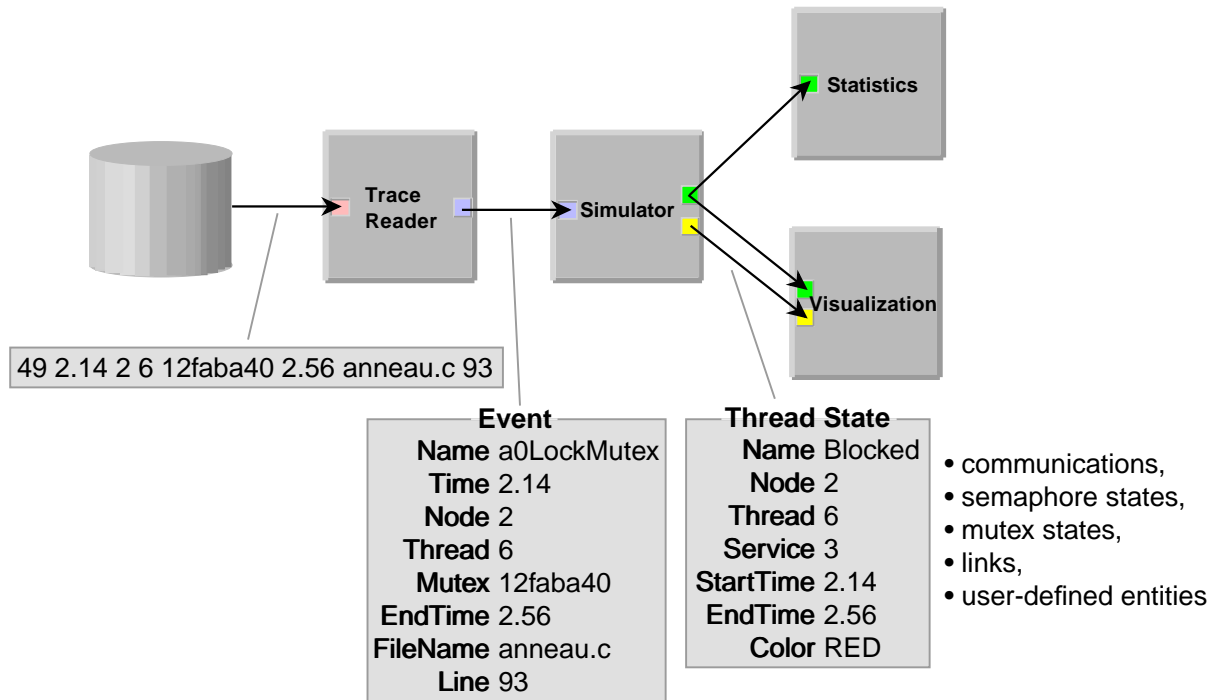 Statistics
Trace
Reader
Simulator
Visualization
49 2.14 2 6 12faba40 2.56 anneau.c 93
Event
Name a0LockMutex
Time 2.14
Node 2
Thread 6
Mutex 12faba40
EndTime 2.56
FileName anneau.c
Line 93
Thread State
Name Blocked
Node 2
Thread 6
Service 3
StartTime 2.14
EndTime 2.56
Color RED
• communications,
• semaphore states,
• mutex states,
• links,
• user-defined entities